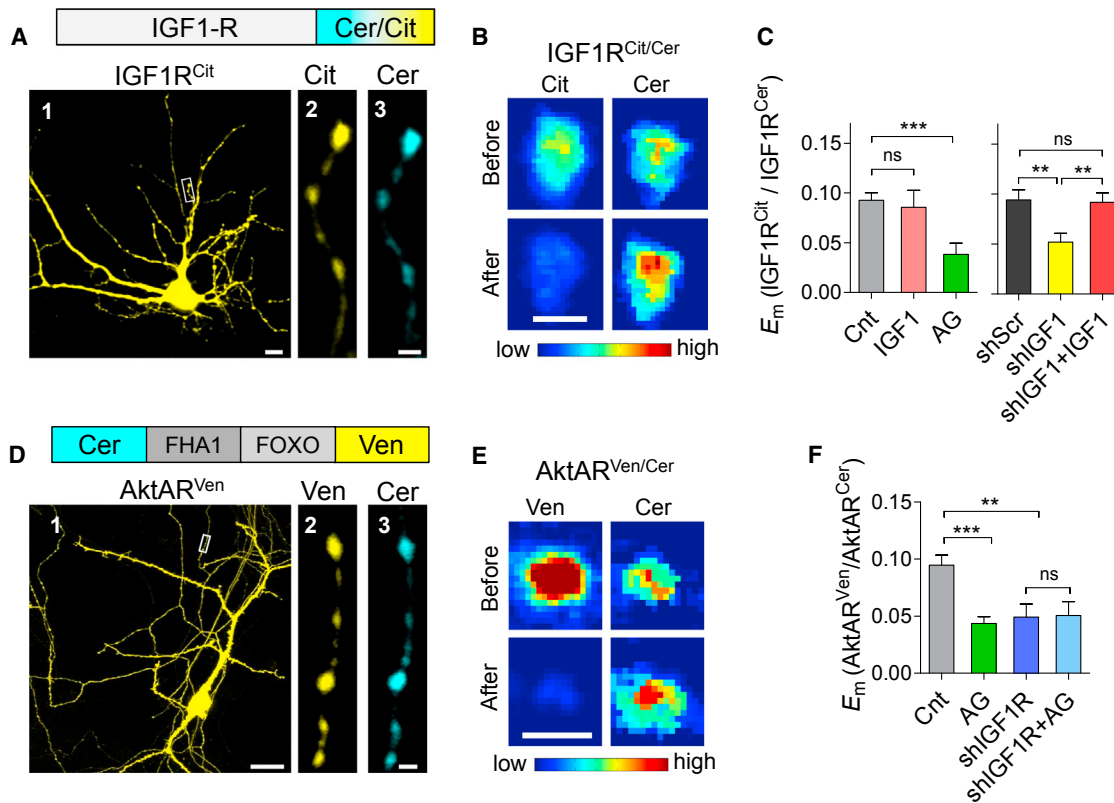 A
IGF1-R
Cer/Cit
IGF1R^Cit
Cit
Cer
1
2
3
B
IGF1R^Cit/Cer
Cit
Cer
Before
After
low
high
C
E_m (IGF1R^Cit / IGF1R^Cer)
0.15
0.10
0.05
0.00
***
ns
ns
**
**
Cnt
IGF1
AG
shScr
shIGF1
shIGF1+IGF1
D
Cer
FHA1
FOXO
Ven
AktAR^Ven
Ven
Cer
1
2
3
E
AktAR^Ven/Cer
Ven
Cer
Before
After
low
high
F
E_m (AktAR^Ven/AktAR^Cer)
0.15
0.10
0.05
0.00
**
***
ns
Cnt
AG
shIGF1R
shIGF1R+AG